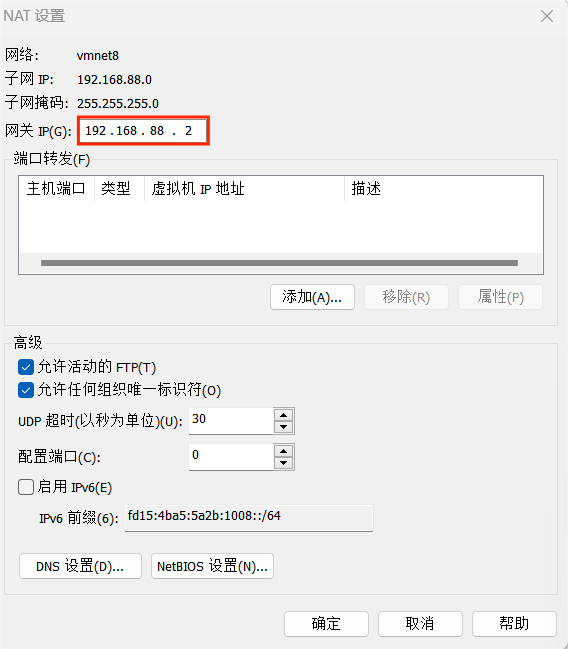 NAT 设置
网络: vmnet8
子网 IP: 192.168.88.0
子网掩码: 255.255.255.0
网关 IP(G): 192 . 168 . 88 . 2
端口转发(F)
主机端口 类型 虚拟机 IP 地址 描述
添加(A)... 移除(R) 属性(P)
高级
允许活动的 FTP(T)
允许任何组织唯一标识符(O)
UDP 超时(以秒为单位)(U): 30
配置端口(C): 0
启用 IPv6(E)
IPv6 前缀(6): fd15:4ba5:5a2b:1008::/64
DNS 设置(D)... NetBIOS 设置(N)...
确定 取消 帮助